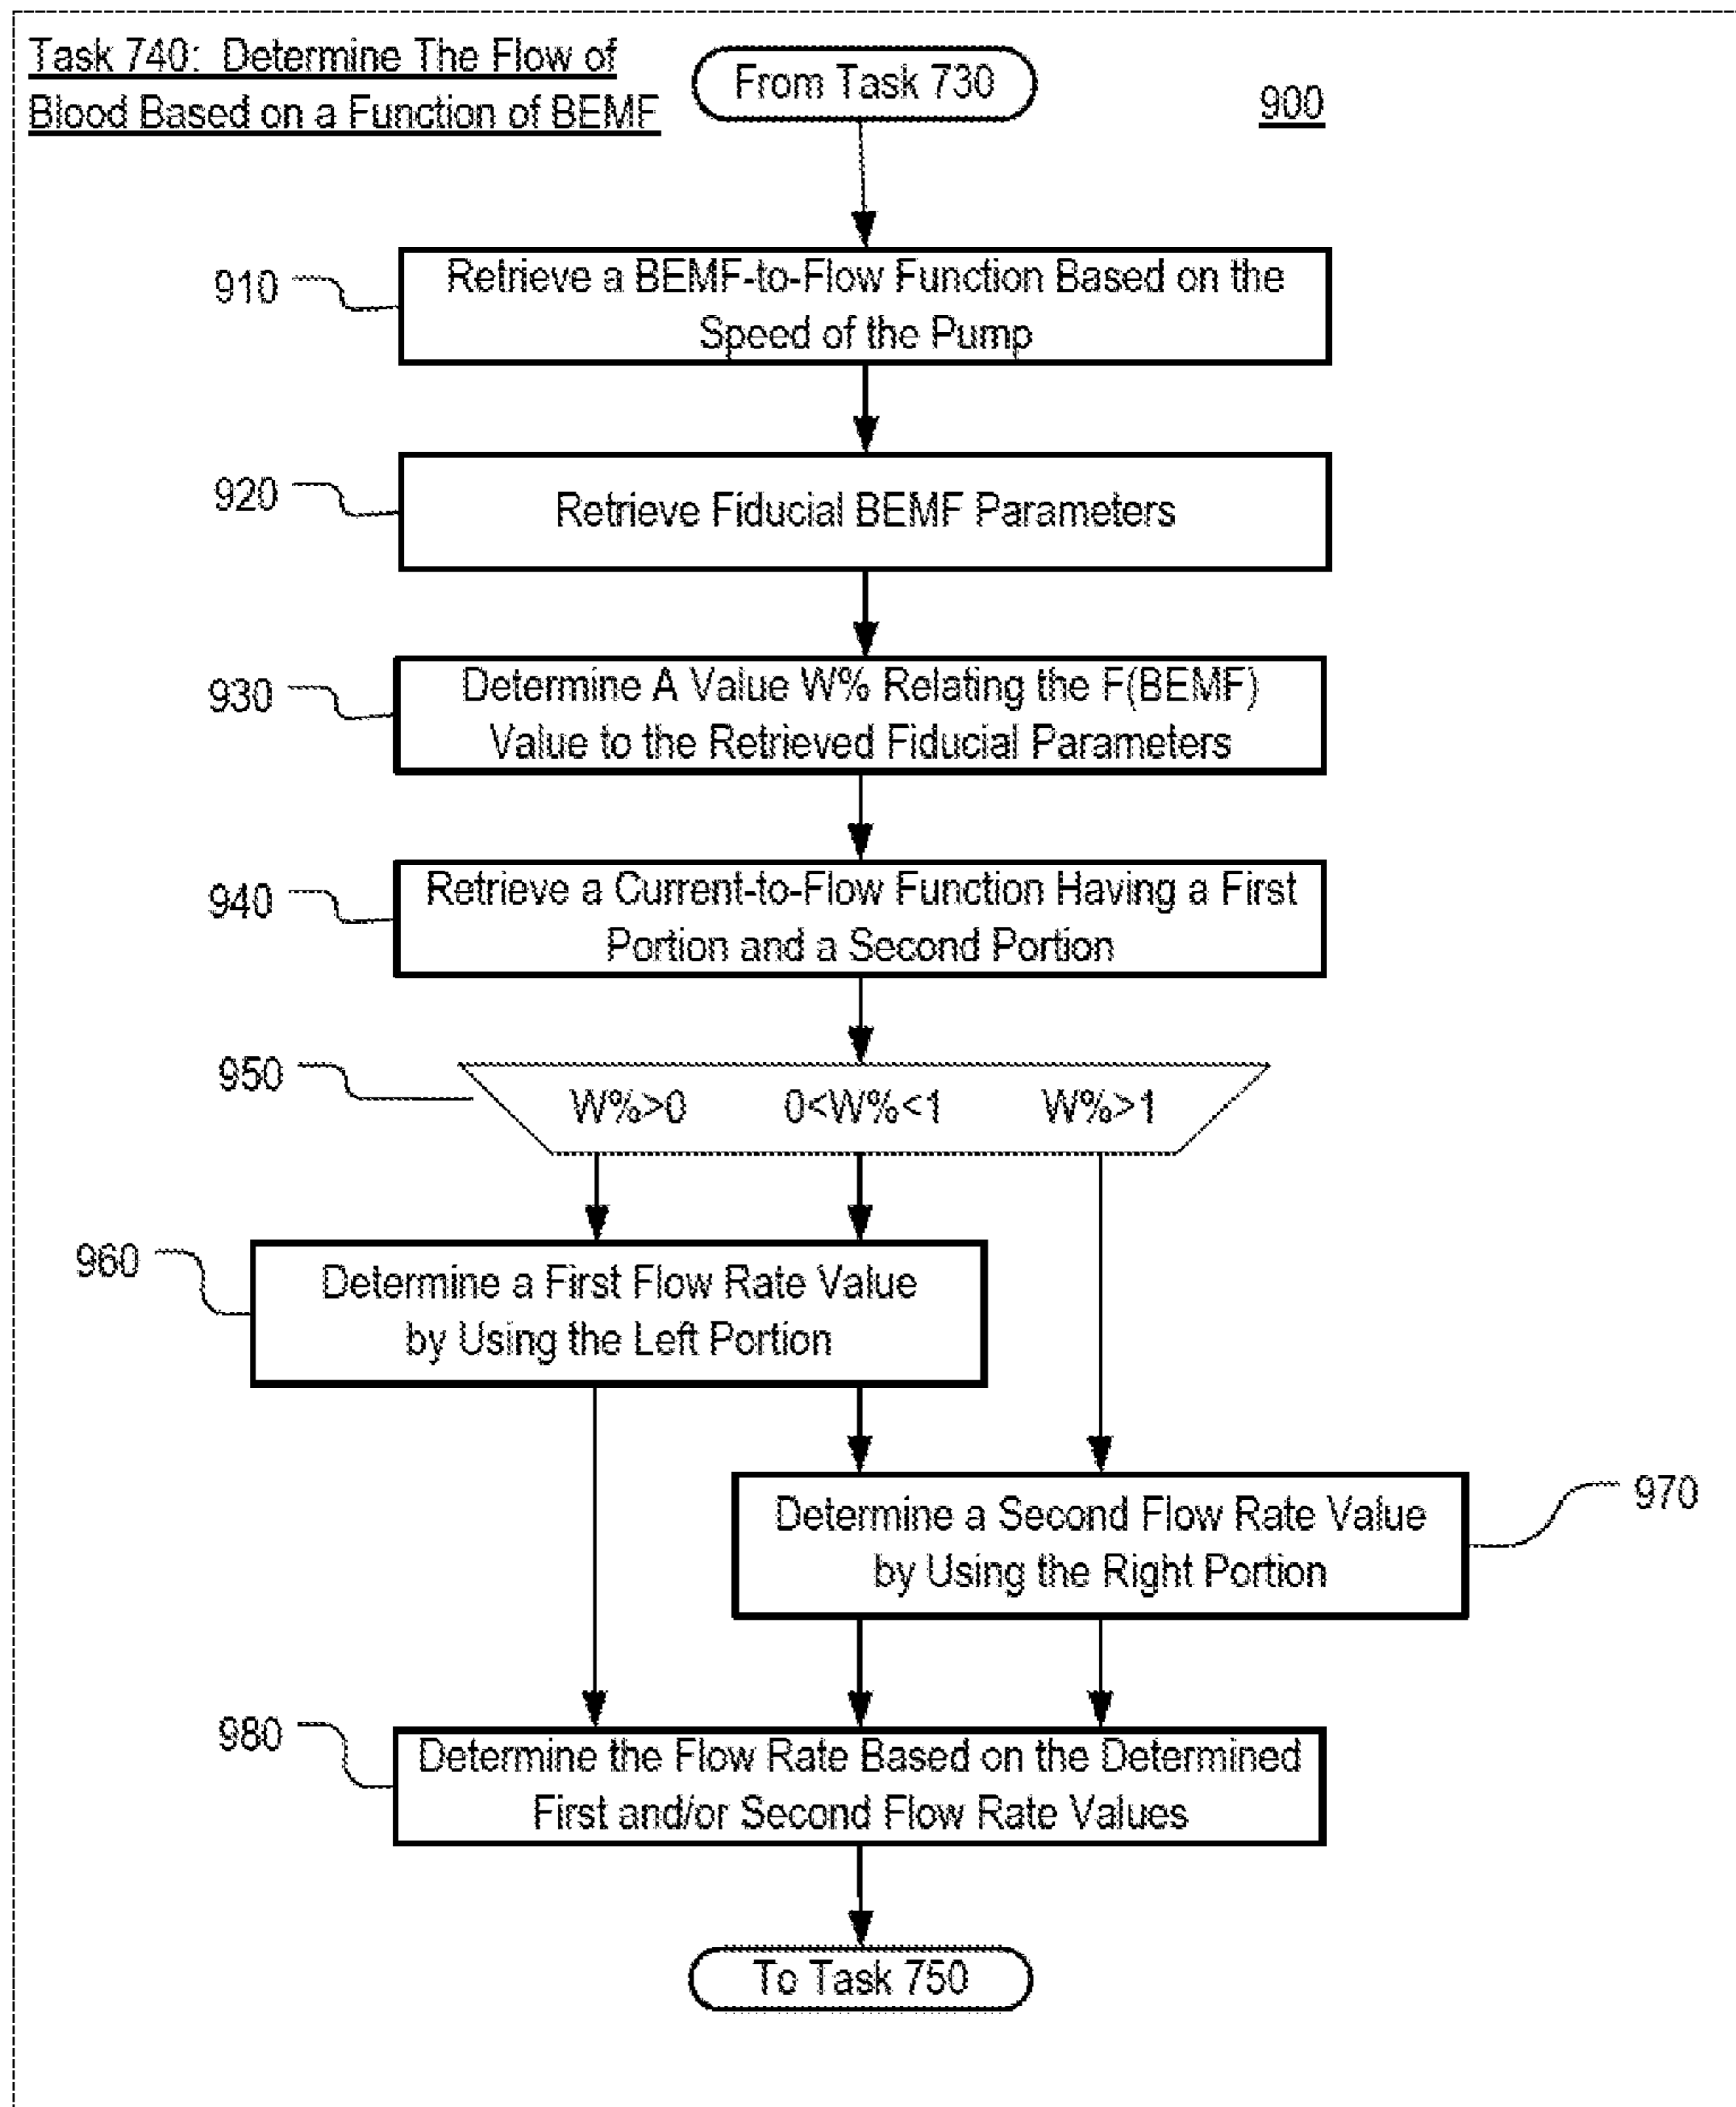 Task 740: Determine The Flow of
Blood Based on a Function of BEMF
From Task 730
900
910
Retrieve a BEMF-to-Flow Function Based on the
Speed of the Pump
920
Retrieve Fiducial BEMF Parameters
930
Determine A Value W% Relating the F(BEMF)
Value to the Retrieved Fiducial Parameters
940
Retrieve a Current-to-Flow Function Having a First
Portion and a Second Portion
950
W%>0 0<W%<1 W%>1
960
Determine a First Flow Rate Value
by Using the Left Portion
970
Determine a Second Flow Rate Value
by Using the Right Portion
980
Determine the Flow Rate Based on the Determined
First and/or Second Flow Rate Values
To Task 750